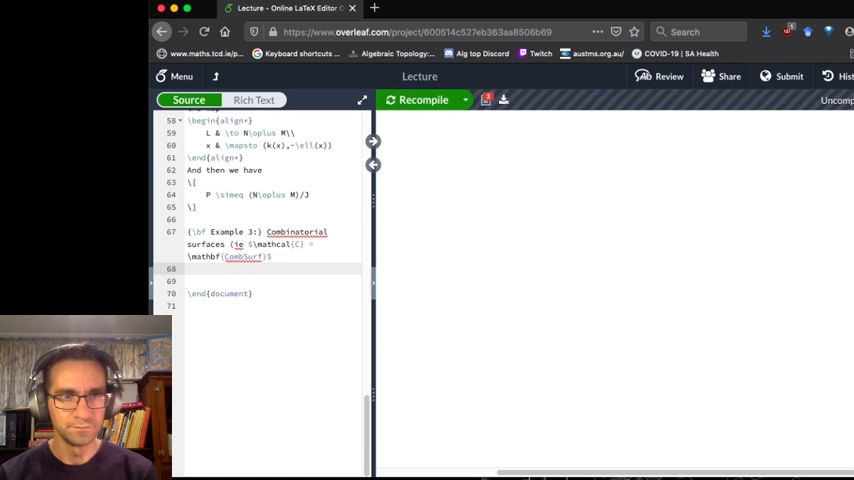 Lecture - Online LaTeX Editor
https://www.overleaf.com/project/600514c527eb363aa8506b69
Search
1
www.maths.tcd.ie/p
Keyboard shortcuts ...
Algebraic Topology:...
Alg top Discord
Twitch
austms.org.au/
COVID-19 | SA Health
Menu
Lecture
Review
Share
Submit
Hist
Source
Rich Text
Recompile
3
Uncomp
58 \begin{align*}
59 L & \to N\oplus M\\
60 x & \mapsto (k(x),-\ell(x))
61 \end{align*}
62 And then we have
63 \[
64 P \simeq (N\oplus M)/J
65 \]
66
67 {\bf Example 3:} Combinatorial
surfaces (ie $\mathcal{C} =
\mathbf{CombSurf}$
68
69
70 \end{document}
71